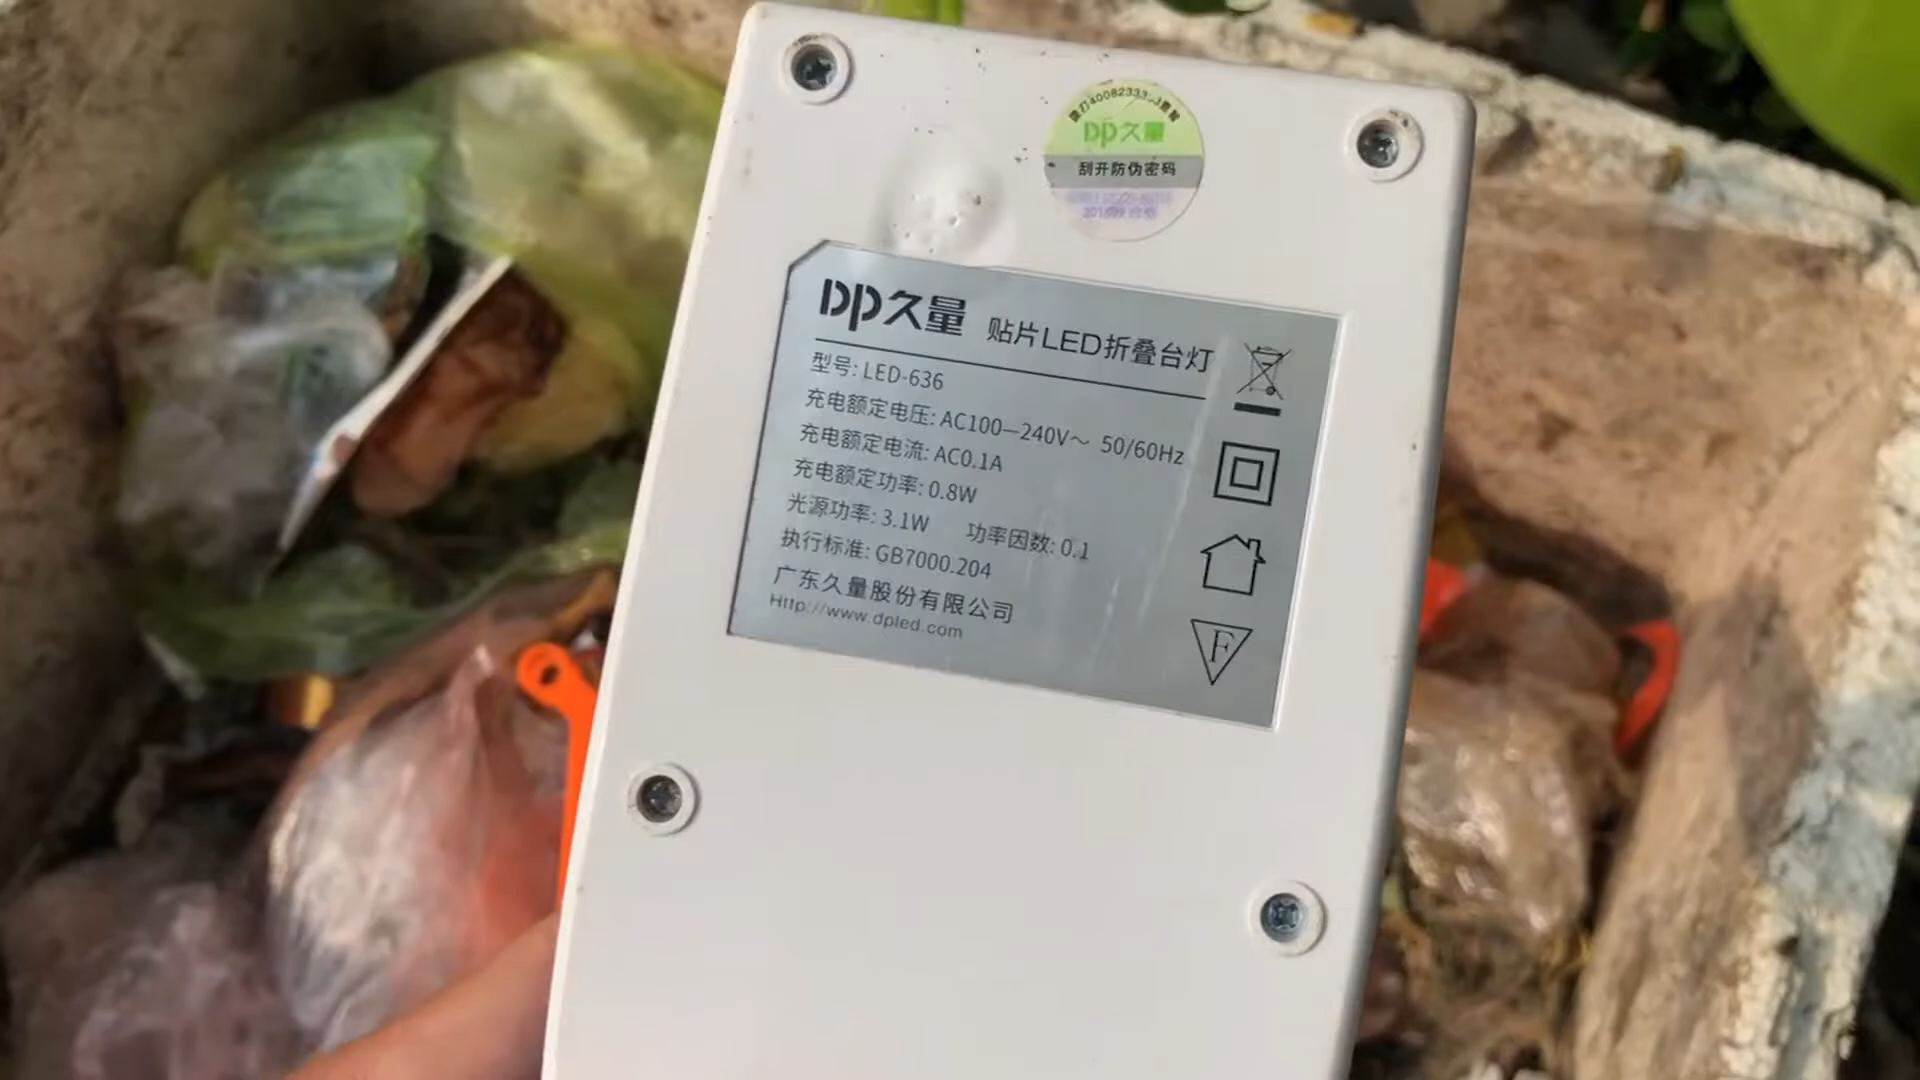 DP久量
刮开防伪密码
DP久量 贴片LED折叠台灯
型号: LED-636
充电额定电压: AC100—240V～ 50/60Hz
充电额定电流: AC0.1A
充电额定功率: 0.8W
光源功率: 3.1W 功率因数: 0.1
执行标准: GB7000.204
广东久量股份有限公司
Http://www.dpled.com
F